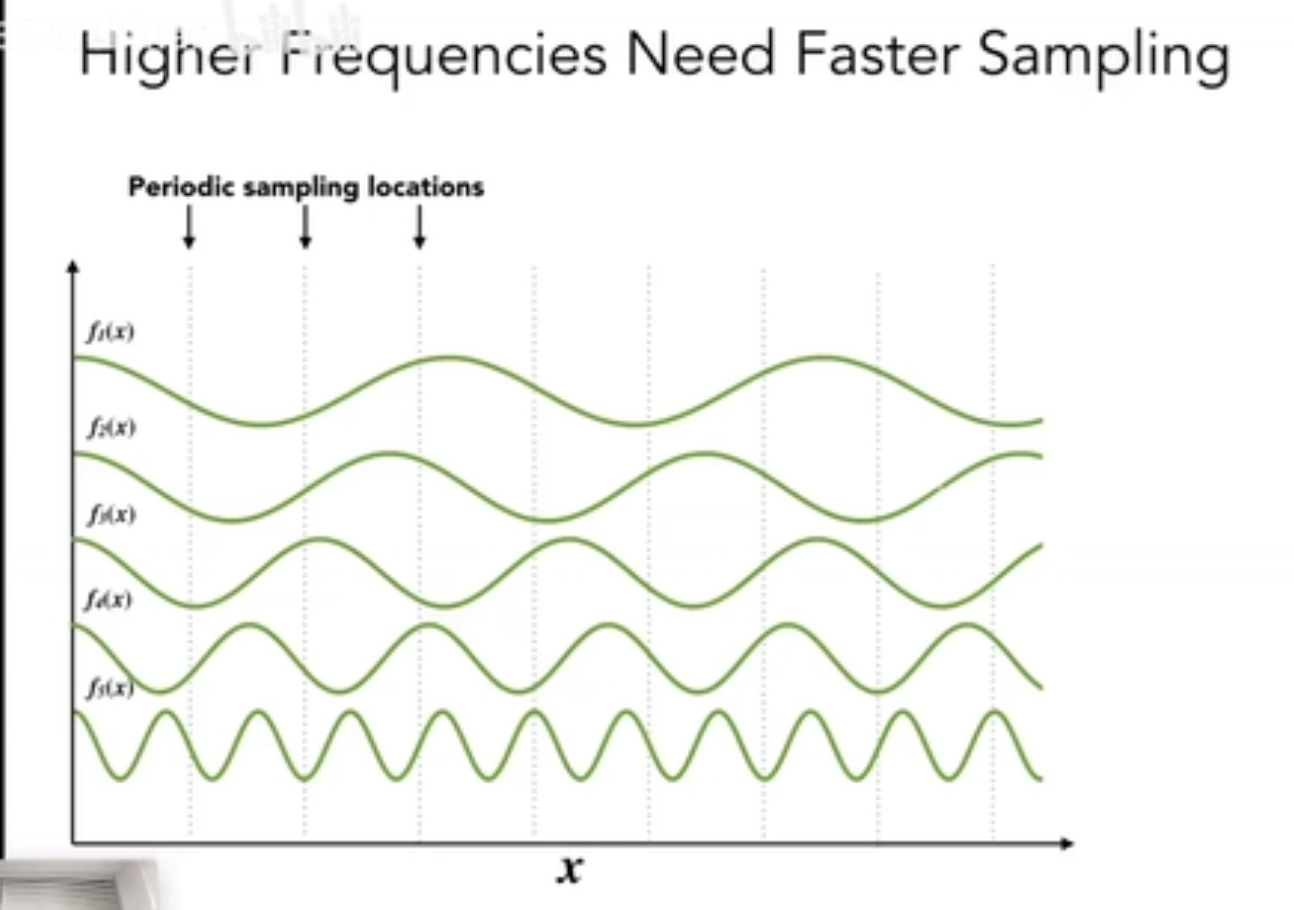 Higher Frequencies Need Faster Sampling
Periodic sampling locations
f₁(x)
f₂(x)
f₃(x)
f₄(x)
f₅(x)
x